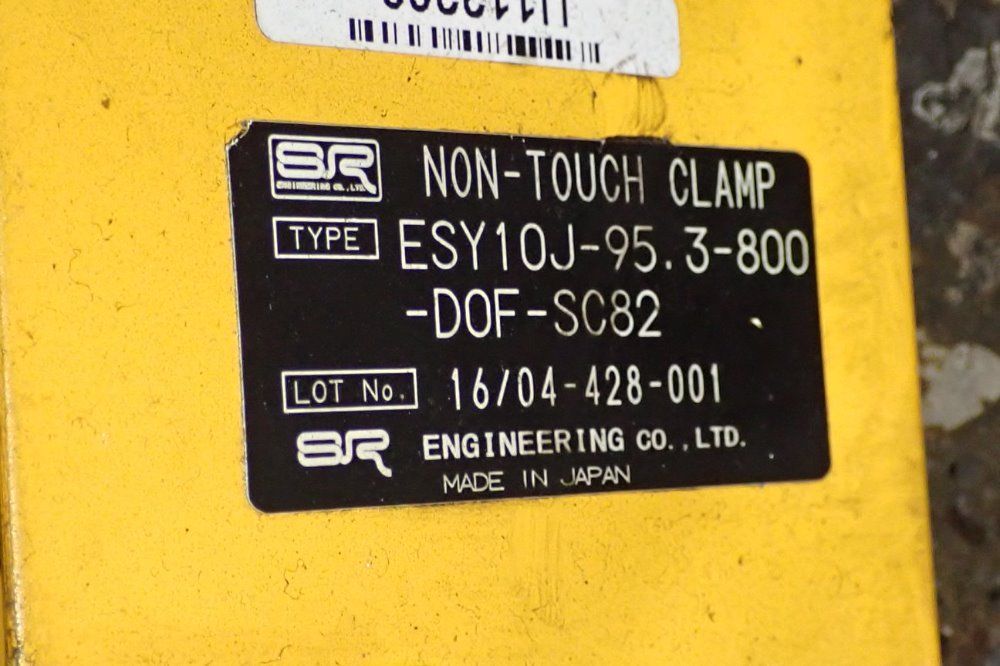 SR NON-TOUCH CLAMP
ENGINEERING CO., LTD.
TYPE ESY10J-95.3-800
-DOF-SC82
LOT No. 16/04-428-001
SR ENGINEERING CO.,LTD.
MADE IN JAPAN